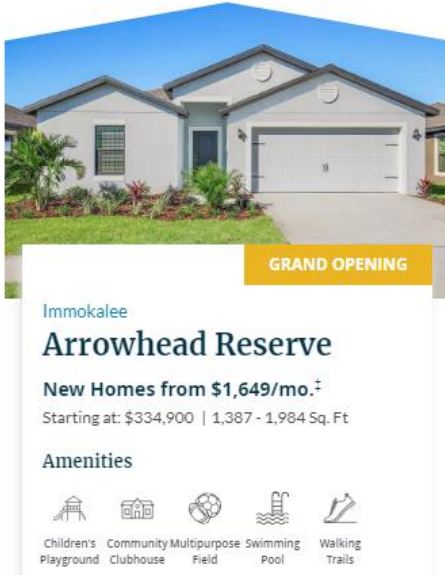 GRAND OPENING
Immokalee
Arrowhead Reserve
New Homes from $1,649/mo.‡
Starting at: $334,900 | 1,387 - 1,984 Sq. Ft
Amenities
Children's Playground
Community Clubhouse
Multipurpose Field
Swimming Pool
Walking Trails